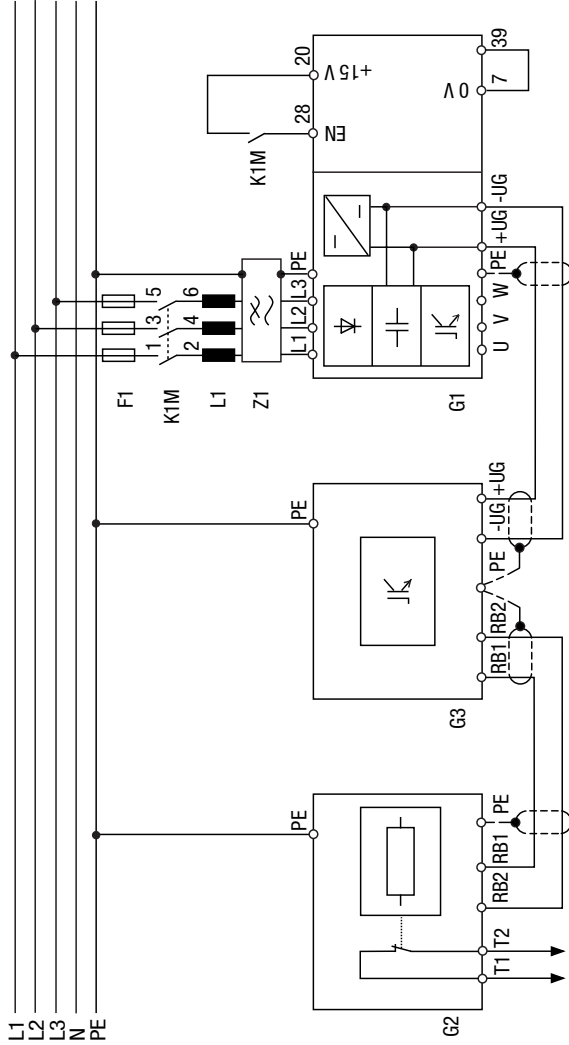 L1
L2
L3
N
PE
F1
K1M
1
3
5
2
4
6
L1
Z1
K1M
28
20
EN
+15V
0V
7
39
L1
L2
L3
PE
G1
U
V
W
PE
+UG
-UG
PE
G3
RB1
RB2
PE
-UG
+UG
PE
G2
T1
T2
RB2
RB1
PE